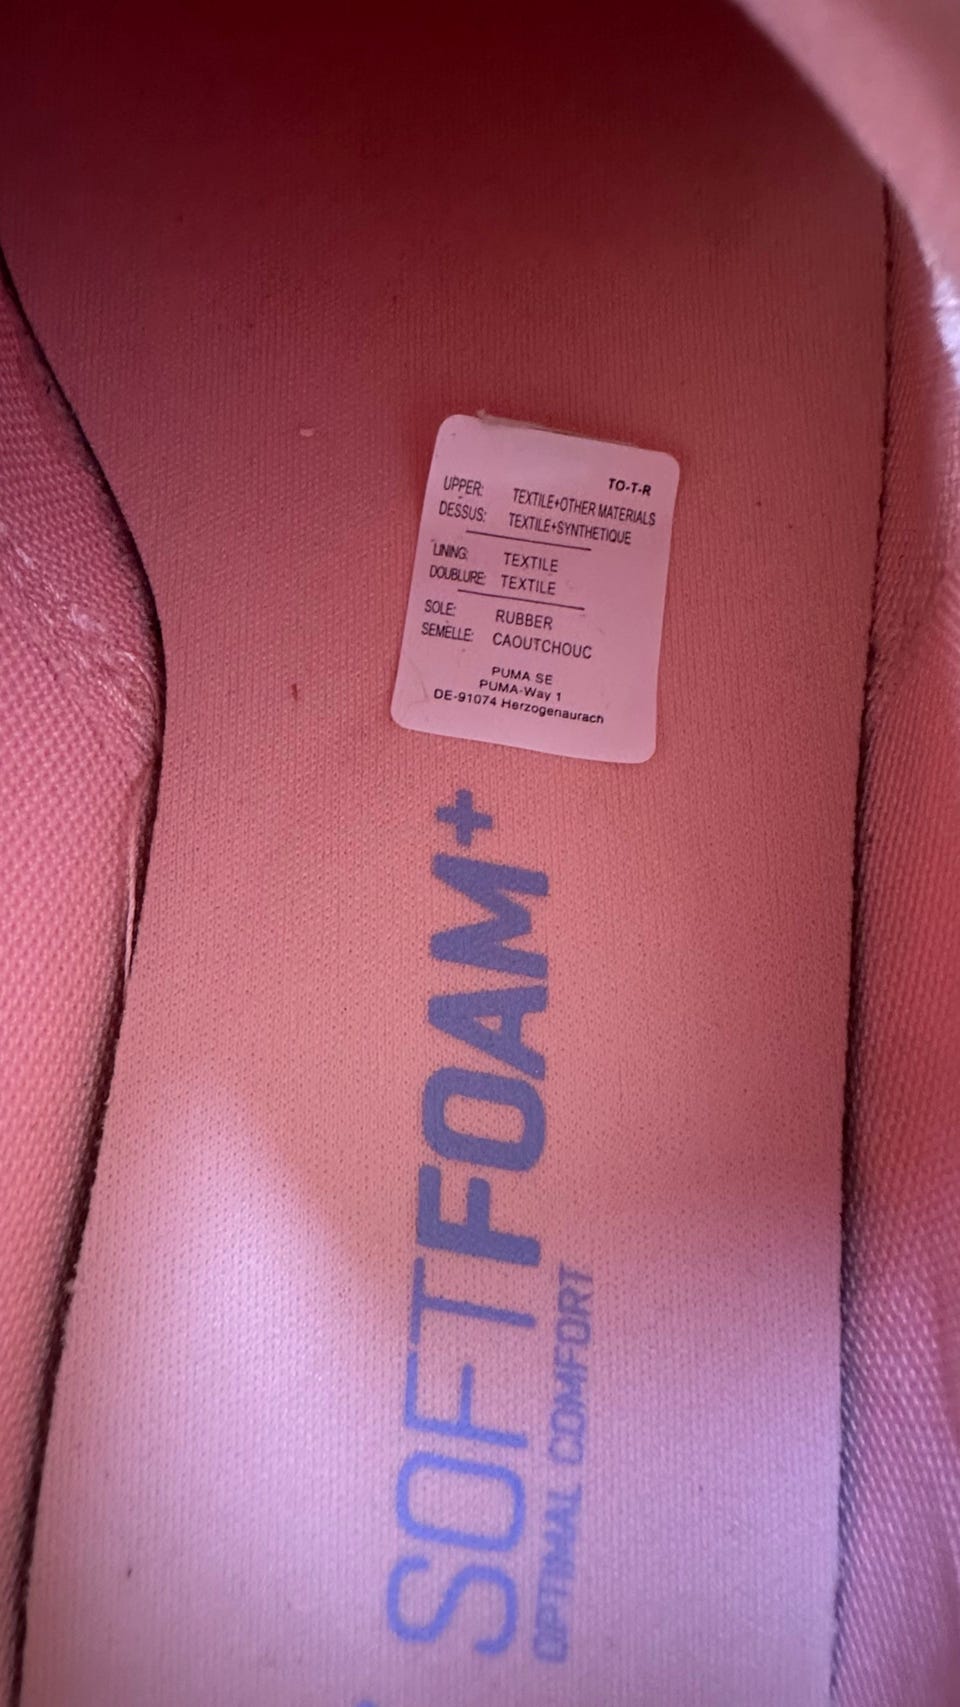 TO-T-R
UPPER: TEXTILE+OTHER MATERIALS
DESSUS: TEXTILE+SYNTHETIQUE
LINING: TEXTILE
DOUBLURE: TEXTILE
SOLE: RUBBER
SEMELLE: CAOUTCHOUC
PUMA SE
PUMA-Way 1
DE-91074 Herzogenaurach
SOFTFOAM+
OPTIMAL COMFORT